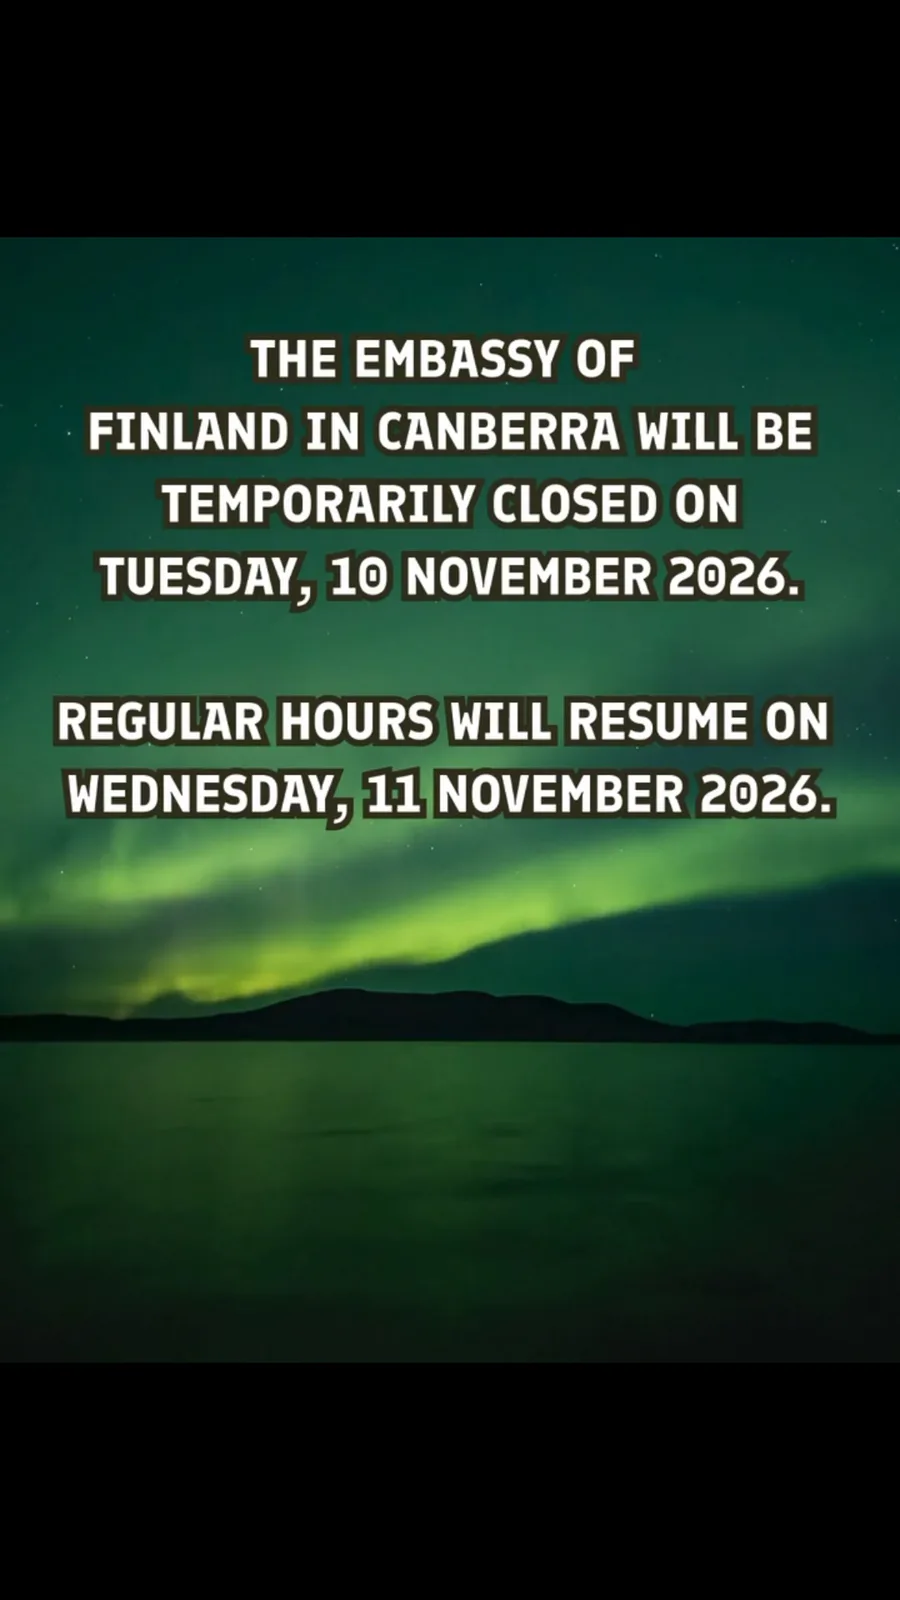 THE EMBASSY OF
FINLAND IN CANBERRA WILL BE
TEMPORARILY CLOSED ON
TUESDAY, 10 NOVEMBER 2026.
REGULAR HOURS WILL RESUME ON
WEDNESDAY, 11 NOVEMBER 2026.